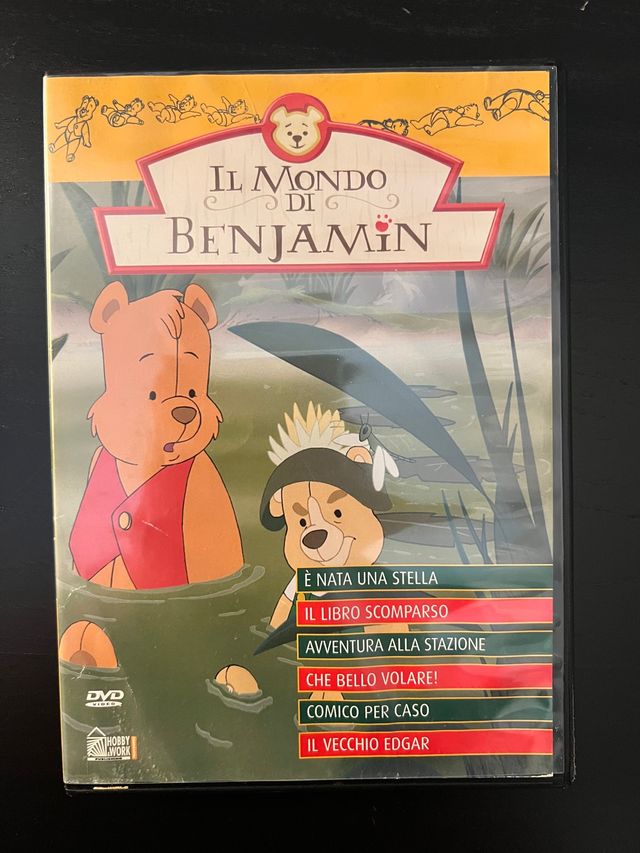 IL MONDO
DI
BENJAMIN
È NATA UNA STELLA
IL LIBRO SCOMPARSO
AVVENTURA ALLA STAZIONE
CHE BELLO VOLARE!
COMICO PER CASO
IL VECCHIO EDGAR
DVD
VIDEO
HOBBY
& WORK